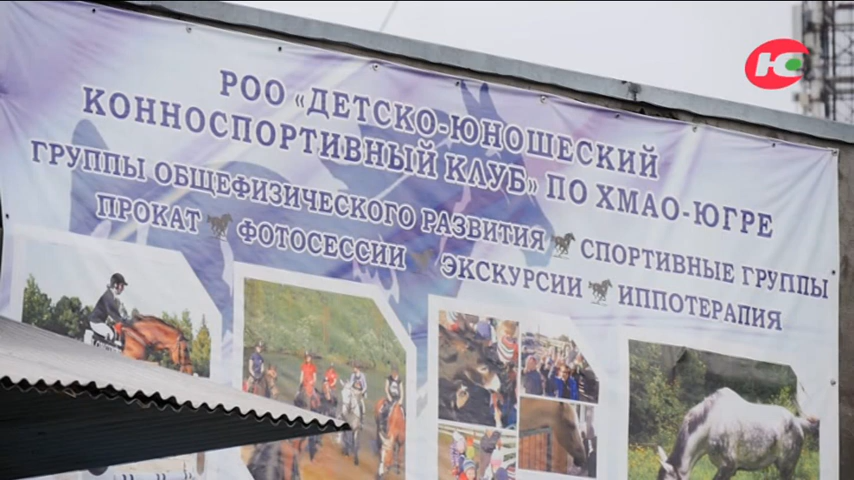 Ю
РОО «ДЕТСКО-ЮНОШЕСКИЙ
КОННОСПОРТИВНЫЙ КЛУБ» ПО ХМАО-ЮГРЕ
ГРУППЫ ОБЩЕФИЗИЧЕСКОГО РАЗВИТИЯ СПОРТИВНЫЕ ГРУППЫ
ПРОКАТ ФОТОСЕССИИ ЭКСКУРСИИ ИППОТЕРАПИЯ